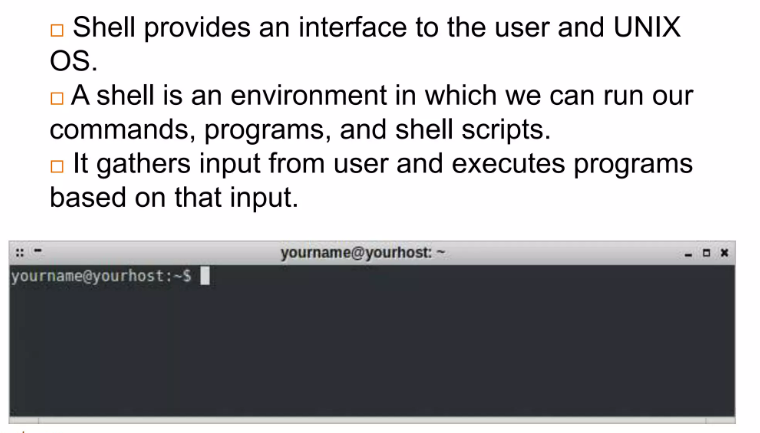 Shell provides an interface to the user and UNIX
OS.
A shell is an environment in which we can run our
commands, programs, and shell scripts.
It gathers input from user and executes programs
based on that input.
yourname@yourhost: ~
yourname@yourhost:~$